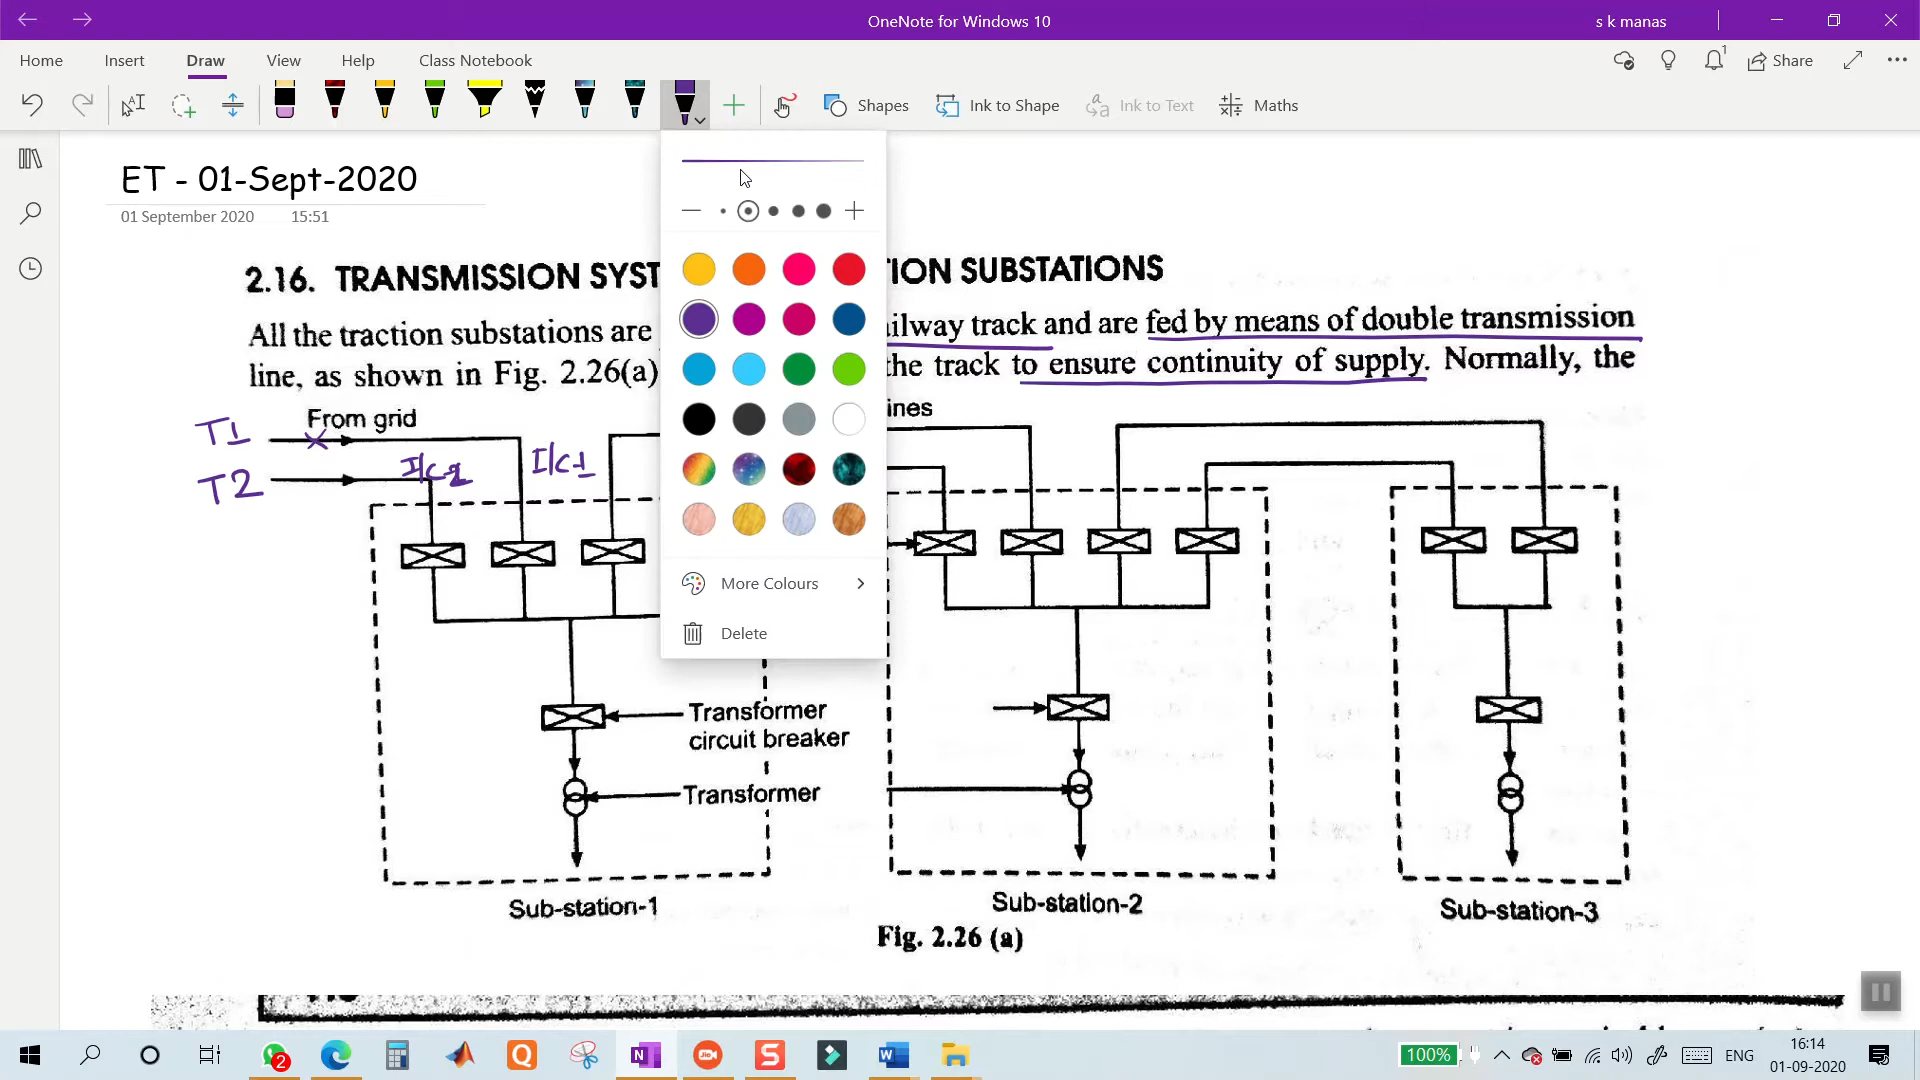 OneNote for Windows 10
s k manas
Home Insert Draw View Help Class Notebook
1
Share
Shapes Ink to Shape Ink to Text Maths
ET - 01-Sept-2020
01 September 2020 15:51
2.16. TRANSMISSION SYST
ION SUBSTATIONS
All the traction substations are
ilway track and are fed by means of double transmission
line, as shown in Fig. 2.26(a)
the track to ensure continuity of supply. Normally, the
From grid
ines
T1
T2
I/c1
Transformer
circuit breaker
Transformer
Sub-station-1
Sub-station-2
Sub-station-3
Fig. 2.26 (a)
More Colours
Delete
2
100%
ENG
16:14
01-09-2020